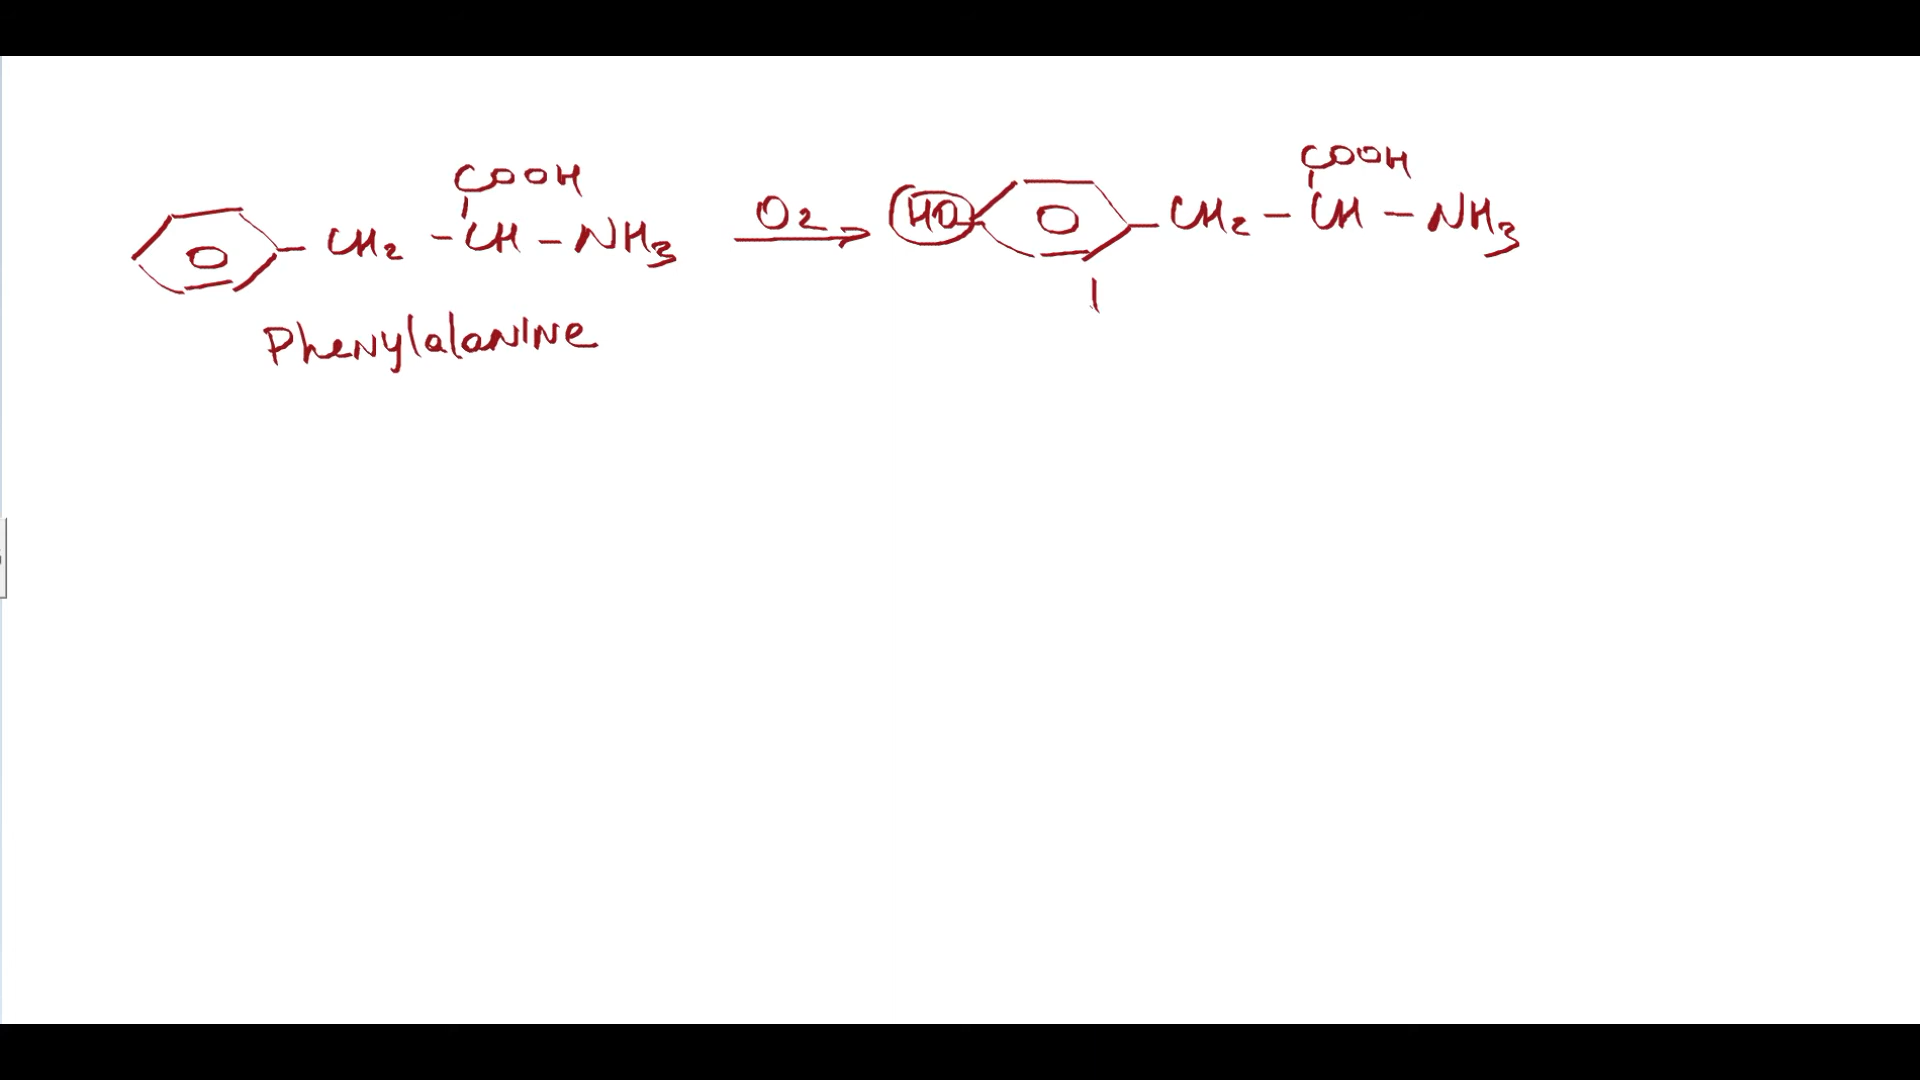 COOH
COOH
CH2 - CH - NH3
O2
HO
CH2 - CH - NH3
Phenylalanine